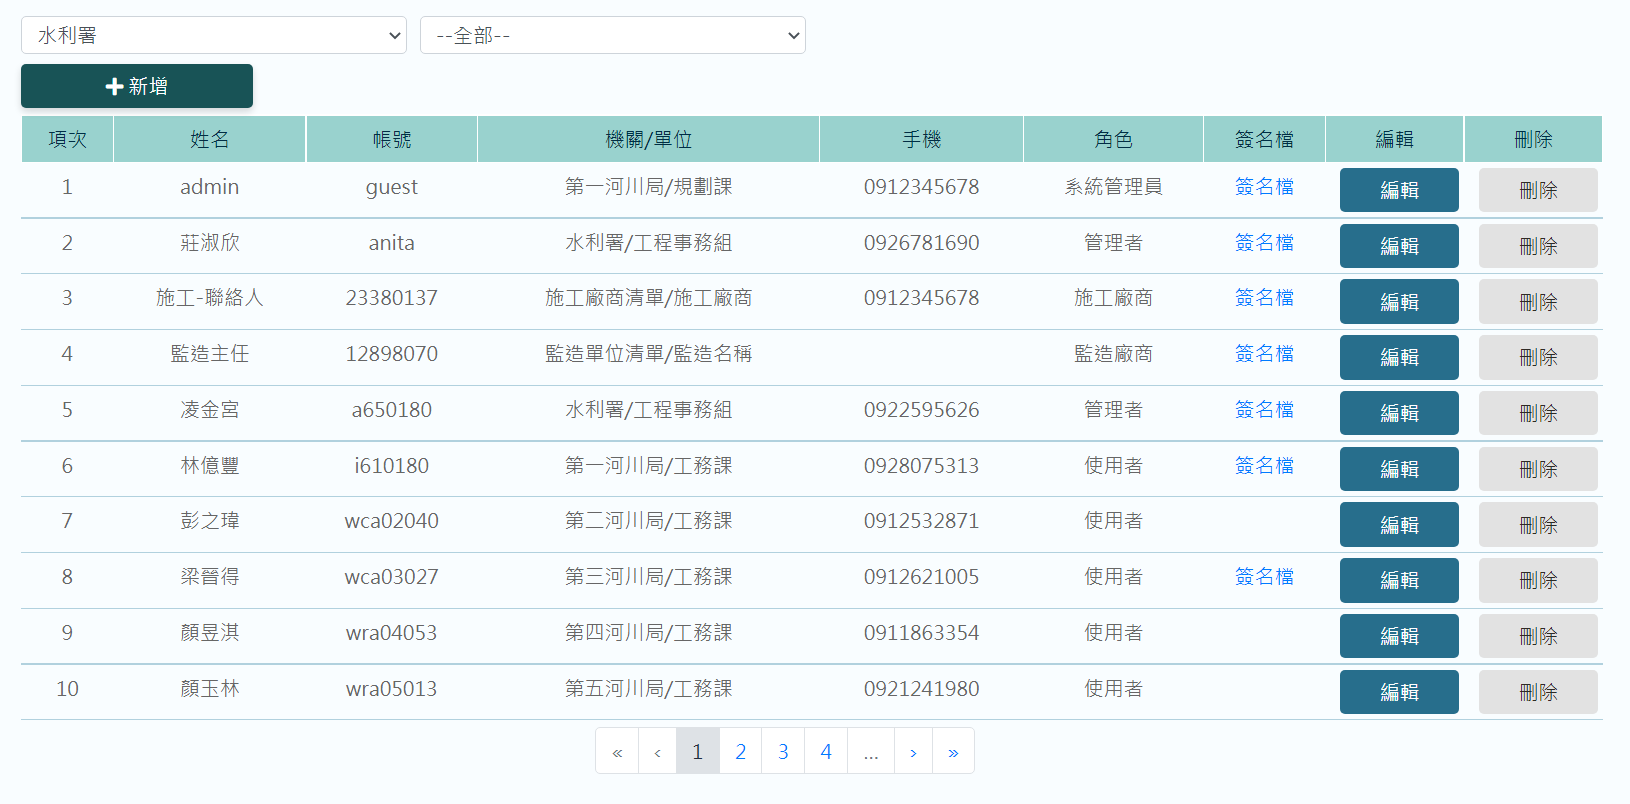 水利署 --全部--
新增
項次 姓名 帳號 機關/單位 手機 角色 簽名檔 編輯 刪除
1 admin guest 第一河川局/規劃課 0912345678 系統管理員 簽名檔 編輯 刪除
2 莊淑欣 anita 水利署/工程事務組 0926781690 管理者 簽名檔 編輯 刪除
3 施工-聯絡人 23380137 施工廠商清單/施工廠商 0912345678 施工廠商 簽名檔 編輯 刪除
4 監造主任 12898070 監造單位清單/監造名稱 監造廠商 簽名檔 編輯 刪除
5 凌金宮 a650180 水利署/工程事務組 0922595626 管理者 簽名檔 編輯 刪除
6 林億豐 i610180 第一河川局/工務課 0928075313 使用者 簽名檔 編輯 刪除
7 彭之瑋 wca02040 第二河川局/工務課 0912532871 使用者 編輯 刪除
8 梁晉得 wca03027 第三河川局/工務課 0912621005 使用者 簽名檔 編輯 刪除
9 顏昱淇 wra04053 第四河川局/工務課 0911863354 使用者 編輯 刪除
10 顏玉林 wra05013 第五河川局/工務課 0921241980 使用者 編輯 刪除
« ‹ 1 2 3 4 ... › »